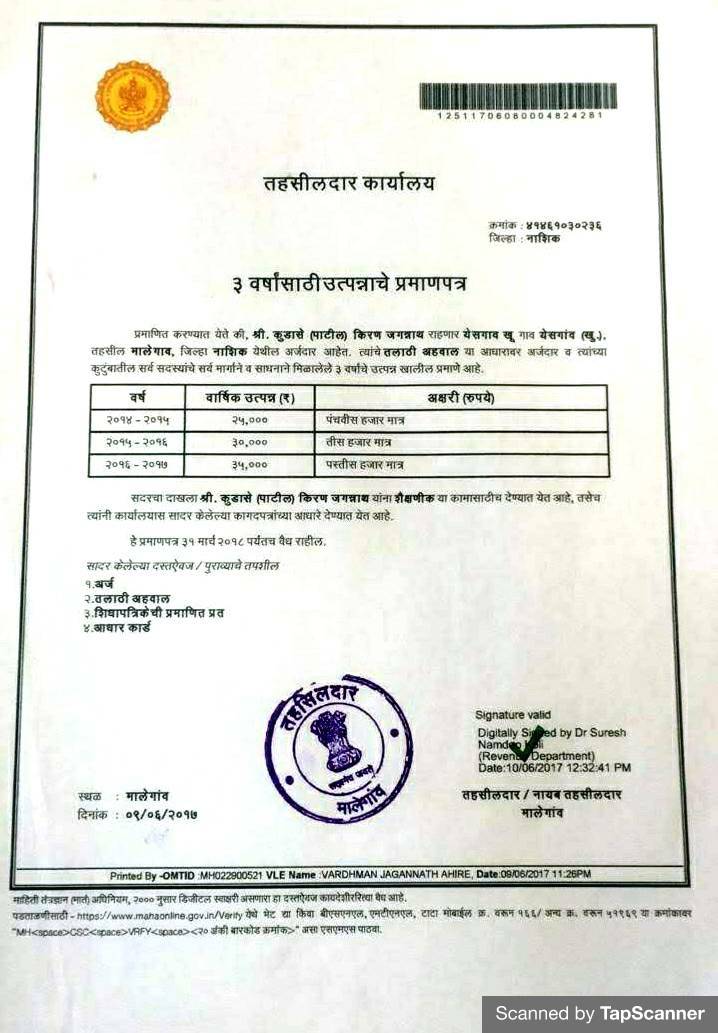 12511706080004824281
तहसीलदार कार्यालय
क्रमांक : ४१४६१०३०२३६
जिल्हा : नाशिक
३ वर्षांसाठी उत्पन्नाचे प्रमाणपत्र
प्रमाणित करण्यात येते की, श्री. कुडासे (पाटील) किरण जगन्नाथ राहणार येसगाव खू, गाव येसगांव (खु.),
तहसील मालेगाव, जिल्हा नाशिक येथील अर्जदार आहेत. त्यांचे तलाठी अहवाल या आधारावर अर्जदार व त्यांच्या
कुटुंबातील सर्व सदस्यांचे सर्व मार्गाने व साधनाने मिळालेले ३ वर्षाचे उत्पन्न खालील प्रमाणे आहे.
वर्ष वार्षिक उत्पन्न (₹) अक्षरी (रुपये)
२०१४ - २०१५ २५,००० पंचवीस हजार मात्र
२०१५ - २०१६ ३०,००० तीस हजार मात्र
२०१६ - २०१७ ३५,००० पस्तीस हजार मात्र
सदरचा दाखला श्री. कुडासे (पाटील) किरण जगन्नाथ यांना शैक्षणीक या कामासाठीच देण्यात येत आहे, तसेच
त्यांनी कार्यालयास सादर केलेल्या कागदपत्रांच्या आधारे देण्यात येत आहे.
हे प्रमाणपत्र ३१ मार्च २०१८ पर्यंतच वैध राहील.
सादर केलेल्या दस्तऐवज / पुराव्याचे तपशील
१.अर्ज
२.तलाठी अहवाल
३.शिधापत्रिकेची प्रमाणित प्रत
४.आधार कार्ड
तहसिलदार
सत्यमेव जयते
मालेगांव
Signature valid
Digitally Signed by Dr Suresh
Namdeo Koli
(Revenue Department)
Date:10/06/2017 12:32:41 PM
स्थळ : मालेगांव
दिनांक : ०९/०६/२०१७
तहसीलदार / नायब तहसीलदार
मालेगांव
Printed By -OMTID :MH022900521 VLE Name :VARDHMAN JAGANNATH AHIRE, Date:09/06/2017 11:26PM
माहिती तंत्रज्ञान (मातं) अधिनियम, २००० नुसार डिजीटल स्वाक्षरी असणारा हा दस्तऐवज कायदेशीररित्या वैध आहे.
पडताळणीसाठी - https://www.mahaonline.gov.in/Verify येथे भेट द्या किंवा बीएसएनएल, एमटीएनएल, टाटा मोबाईल क्र. वरून १६६/ अन्य क्र. वरून ५१९६९ या क्रमांकावर
"MH<space>CSC<space>VRFY<space><२० अंकी बारकोड क्रमांक>" असा एसएमएस पाठवा.
Scanned by TapScanner